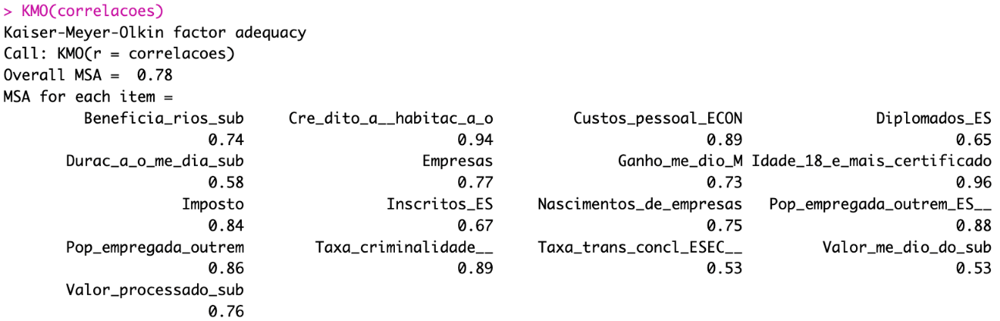 > KMO(correlacoes)
Kaiser-Meyer-Olkin factor adequacy
Call: KMO(r = correlacoes)
Overall MSA =  0.78
MSA for each item =
Beneficia_rios_sub Cre_dito_a__habitac_a_o Custos_pessoal_ECON Diplomados_ES
0.74 0.94 0.89 0.65
Durac_a_o_me_dia_sub Empresas Ganho_me_dio_M Idade_18_e_mais_certificado
0.58 0.77 0.73 0.96
Imposto Inscritos_ES Nascimentos_de_empresas Pop_empregada_outrem_ES__
0.84 0.67 0.75 0.88
Pop_empregada_outrem Taxa_criminalidade__ Taxa_trans_concl_ESEC__ Valor_me_dio_do_sub
0.86 0.89 0.53 0.53
Valor_processado_sub
0.76